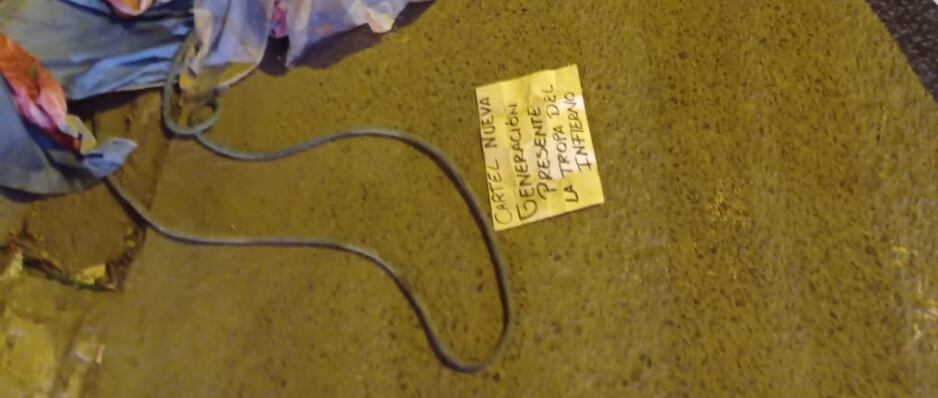 CARTEL NUEVA
GENERACIÓN
PRESENTE
LA TROPA DEL
INFIERNO